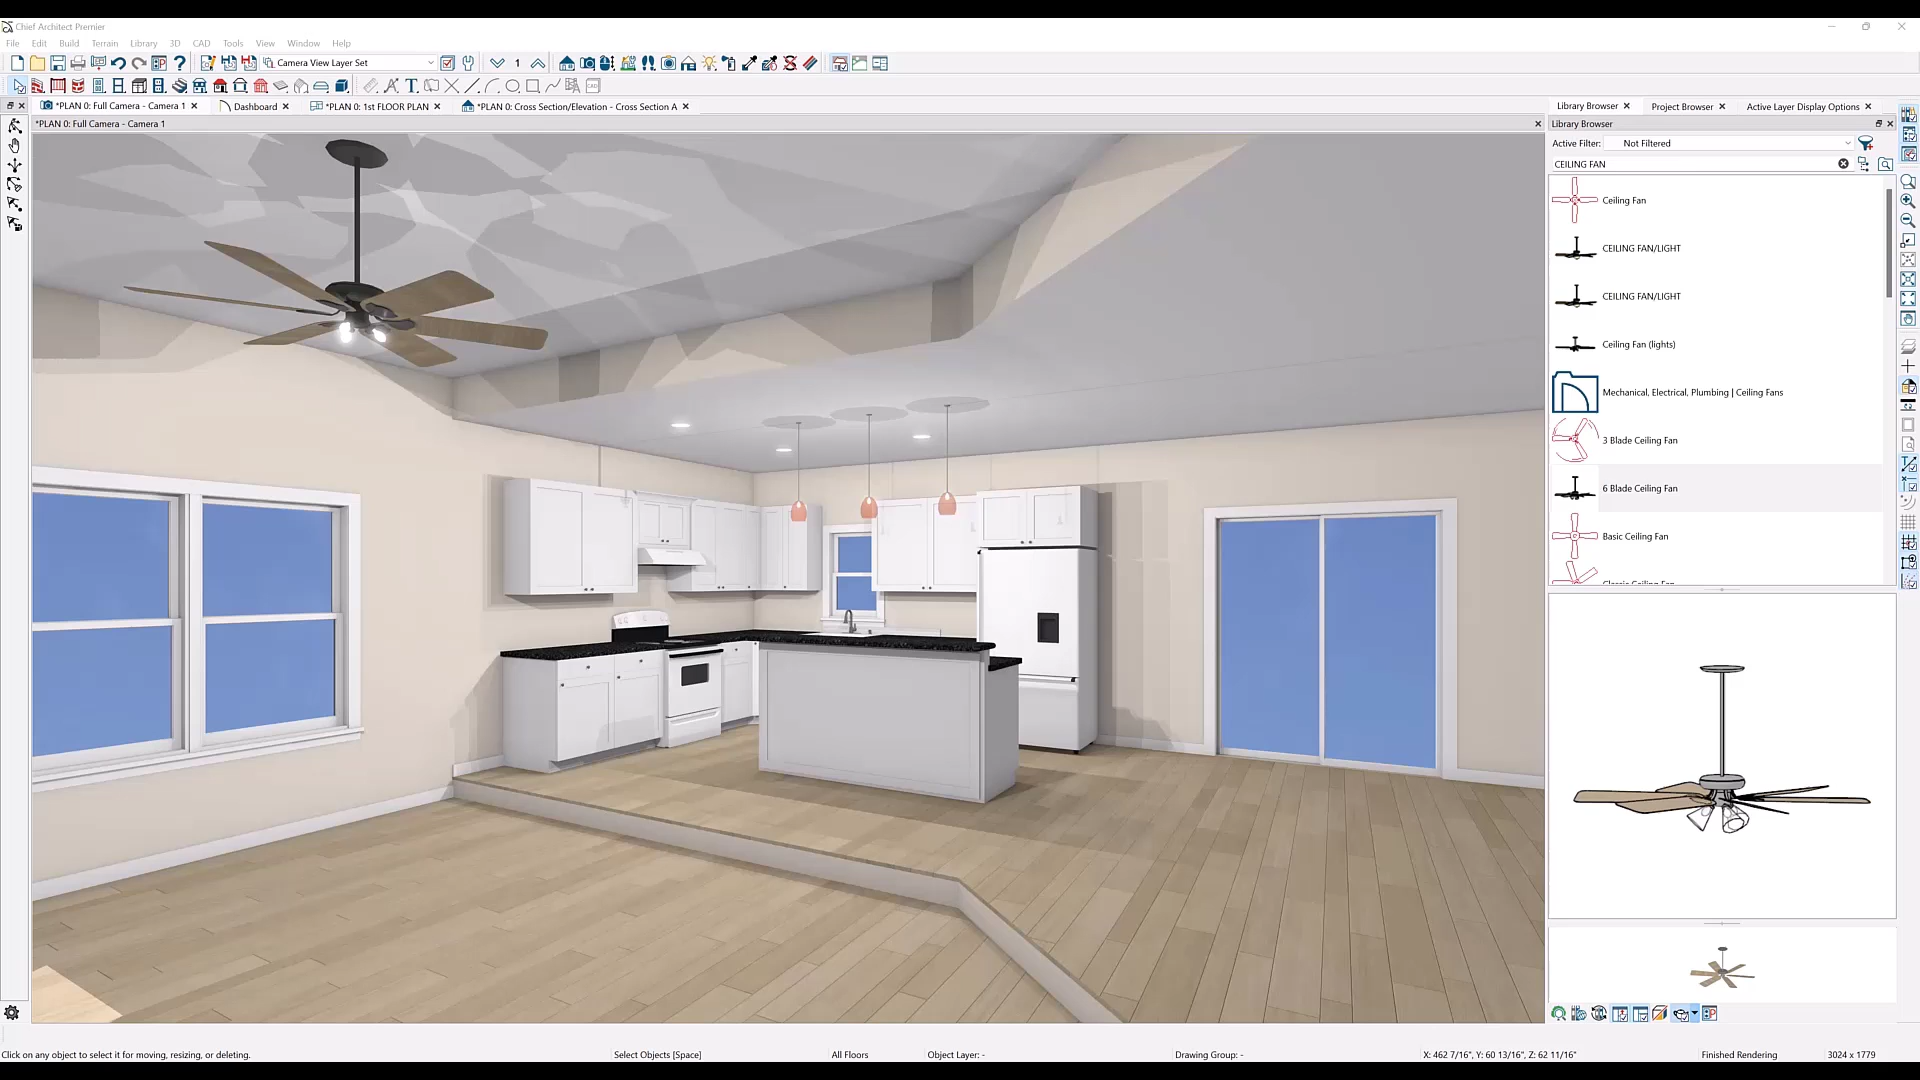 Chief Architect Premier
File Edit Build Terrain Library 3D CAD Tools View Window Help
Camera View Layer Set 1
*PLAN 0: Full Camera - Camera 1 Dashboard *PLAN 0: 1st FLOOR PLAN *PLAN 0: Cross Section/Elevation - Cross Section A
Library Browser Project Browser Active Layer Display Options
*PLAN 0: Full Camera - Camera 1
Library Browser
Active Filter: Not Filtered
CEILING FAN
Ceiling Fan
CEILING FAN/LIGHT
CEILING FAN/LIGHT
Ceiling Fan (lights)
Mechanical, Electrical, Plumbing | Ceiling Fans
3 Blade Ceiling Fan
6 Blade Ceiling Fan
Basic Ceiling Fan
Classic Ceiling Fan
Click on any object to select it for moving, resizing, or deleting. Select Objects [Space] All Floors Object Layer: - Drawing Group: - X: 462 7/16", Y: 60 13/16", Z: 62 11/16" Finished Rendering 3024 x 1779